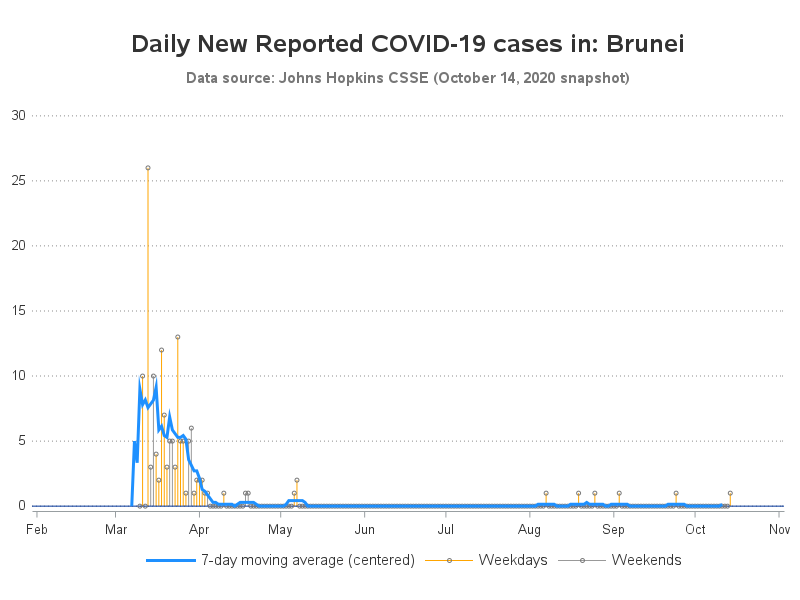 Daily New Reported COVID-19 cases in: Brunei
Data source: Johns Hopkins CSSE (October 14, 2020 snapshot)
30
25
20
15
10
5
0
Feb Mar Apr May Jun Jul Aug Sep Oct Nov
7-day moving average (centered) Weekdays Weekends